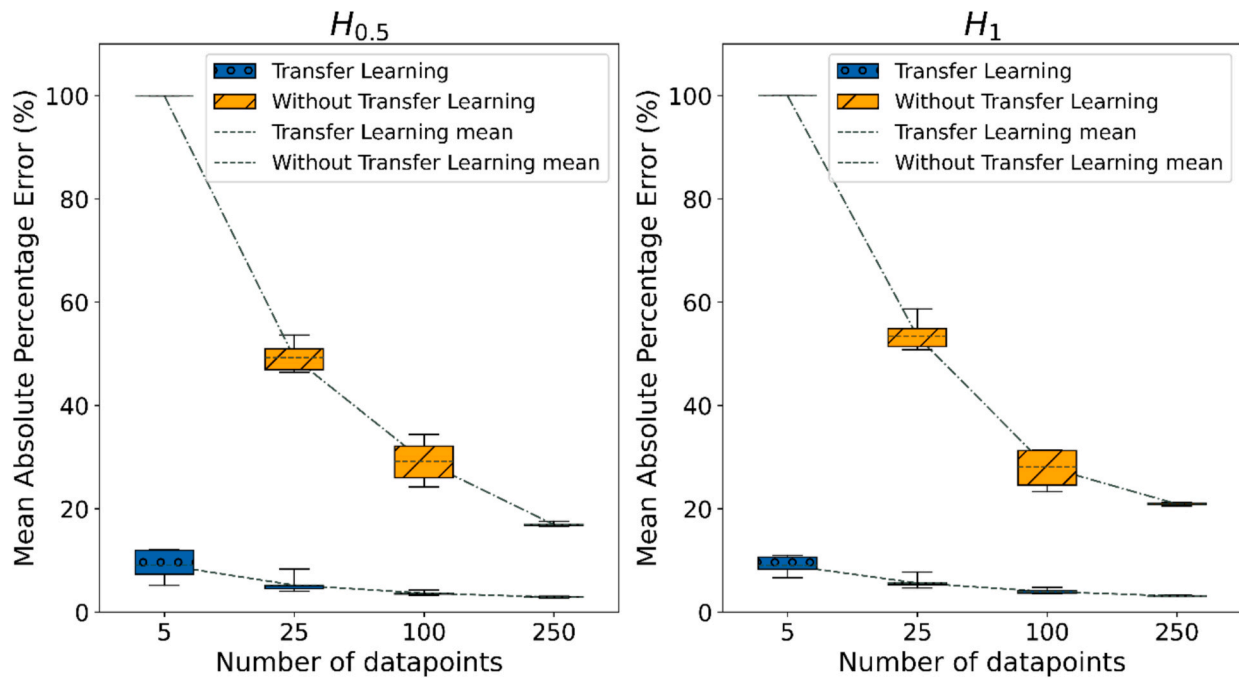 H0.5
Mean Absolute Percentage Error (%)
100
80
60
40
20
0
Transfer Learning
Without Transfer Learning
Transfer Learning mean
Without Transfer Learning mean
5 25 100 250
Number of datapoints
H1
Mean Absolute Percentage Error (%)
100
80
60
40
20
0
Transfer Learning
Without Transfer Learning
Transfer Learning mean
Without Transfer Learning mean
5 25 100 250
Number of datapoints